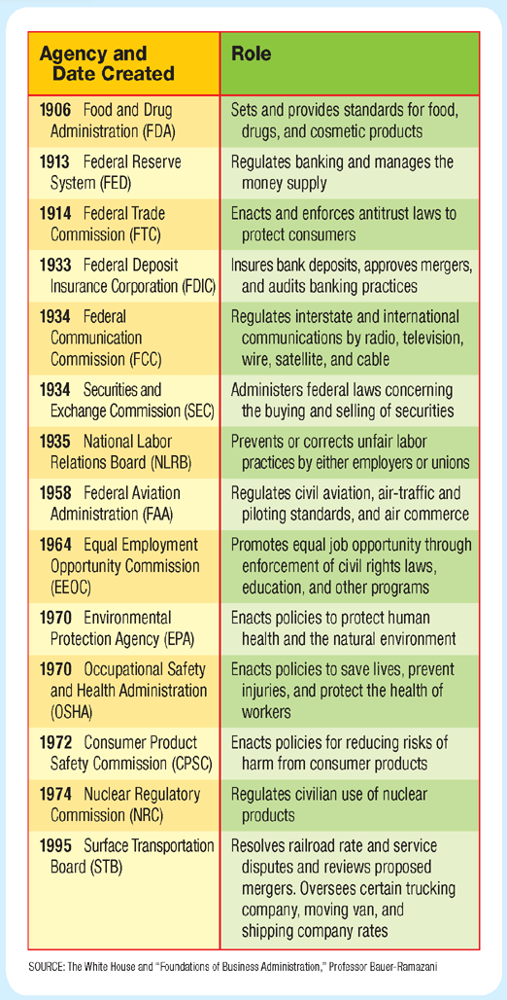 Agency and
Date Created
Role
1906 Food and Drug
Administration (FDA)
Sets and provides standards for food,
drugs, and cosmetic products
1913 Federal Reserve
System (FED)
Regulates banking and manages the
money supply
1914 Federal Trade
Commission (FTC)
Enacts and enforces antitrust laws to
protect consumers
1933 Federal Deposit
Insurance Corporation (FDIC)
Insures bank deposits, approves mergers,
and audits banking practices
1934 Federal
Communication
Commission (FCC)
Regulates interstate and international
communications by radio, television,
wire, satellite, and cable
1934 Securities and
Exchange Commission (SEC)
Administers federal laws concerning
the buying and selling of securities
1935 National Labor
Relations Board (NLRB)
Prevents or corrects unfair labor
practices by either employers or unions
1958 Federal Aviation
Administration (FAA)
Regulates civil aviation, air-traffic and
piloting standards, and air commerce
1964 Equal Employment
Opportunity Commission
(EEOC)
Promotes equal job opportunity through
enforcement of civil rights laws,
education, and other programs
1970 Environmental
Protection Agency (EPA)
Enacts policies to protect human
health and the natural environment
1970 Occupational Safety
and Health Administration
(OSHA)
Enacts policies to save lives, prevent
injuries, and protect the health of
workers
1972 Consumer Product
Safety Commission (CPSC)
Enacts policies for reducing risks of
harm from consumer products
1974 Nuclear Regulatory
Commission (NRC)
Regulates civilian use of nuclear
products
1995 Surface Transportation
Board (STB)
Resolves railroad rate and service
disputes and reviews proposed
mergers. Oversees certain trucking
company, moving van, and
shipping company rates
SOURCE: The White House and “Foundations of Business Administration,” Professor Bauer-Ramazani